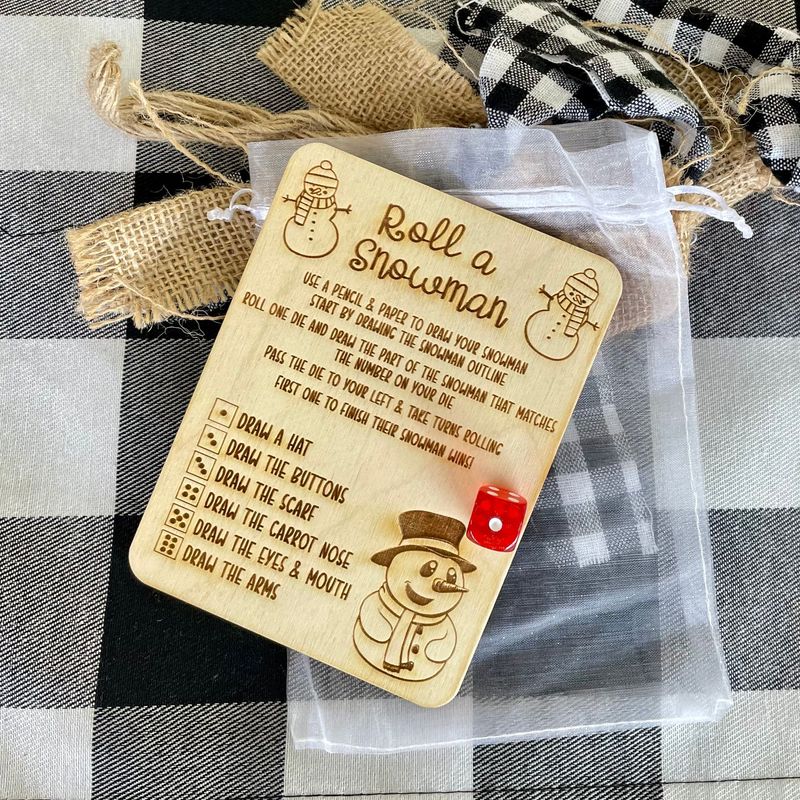 Roll a
Snowman
USE A PENCIL & PAPER TO DRAW YOUR SNOWMAN
START BY DRAWING THE SNOWMAN OUTLINE
ROLL ONE DIE AND DRAW THE PART OF THE SNOWMAN THAT MATCHES
THE NUMBER ON YOUR DIE
PASS THE DIE TO YOUR LEFT & TAKE TURNS ROLLING
FIRST ONE TO FINISH THEIR SNOWMAN WINS!
DRAW A HAT
DRAW THE BUTTONS
DRAW THE SCARF
DRAW THE CARROT NOSE
DRAW THE EYES & MOUTH
DRAW THE ARMS